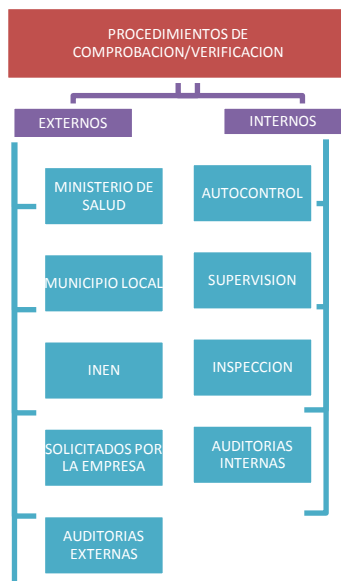 PROCEDIMIENTOS DE
COMPROBACION/VERIFICACION
EXTERNOS
MINISTERIO DE
SALUD
MUNICIPIO LOCAL
INEN
SOLICITADOS POR
LA EMPRESA
AUDITORIAS
EXTERNAS
INTERNOS
AUTOCONTROL
SUPERVISION
INSPECCION
AUDITORIAS
INTERNAS